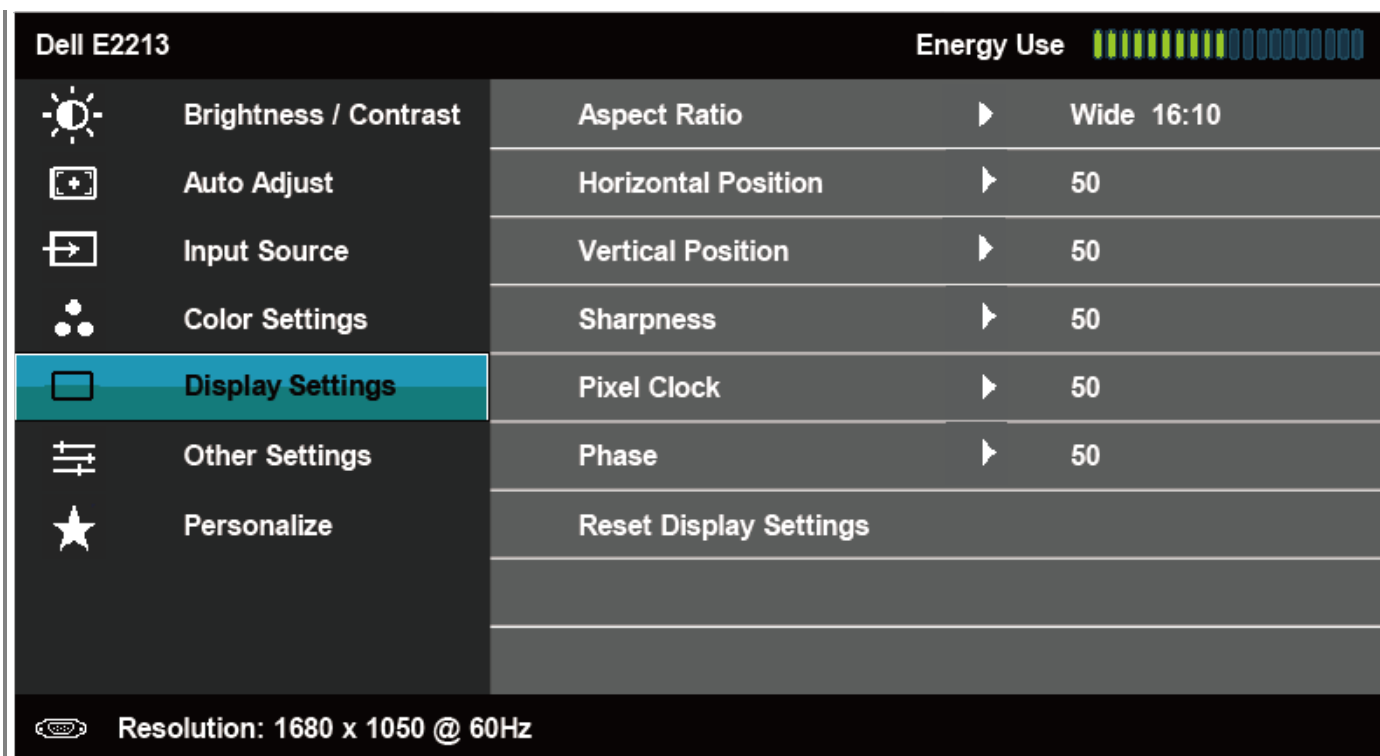 Dell E2213 Energy Use
Brightness / Contrast Aspect Ratio Wide 16:10
Auto Adjust Horizontal Position 50
Input Source Vertical Position 50
Color Settings Sharpness 50
Display Settings Pixel Clock 50
Other Settings Phase 50
Personalize Reset Display Settings
Resolution: 1680 x 1050 @ 60Hz